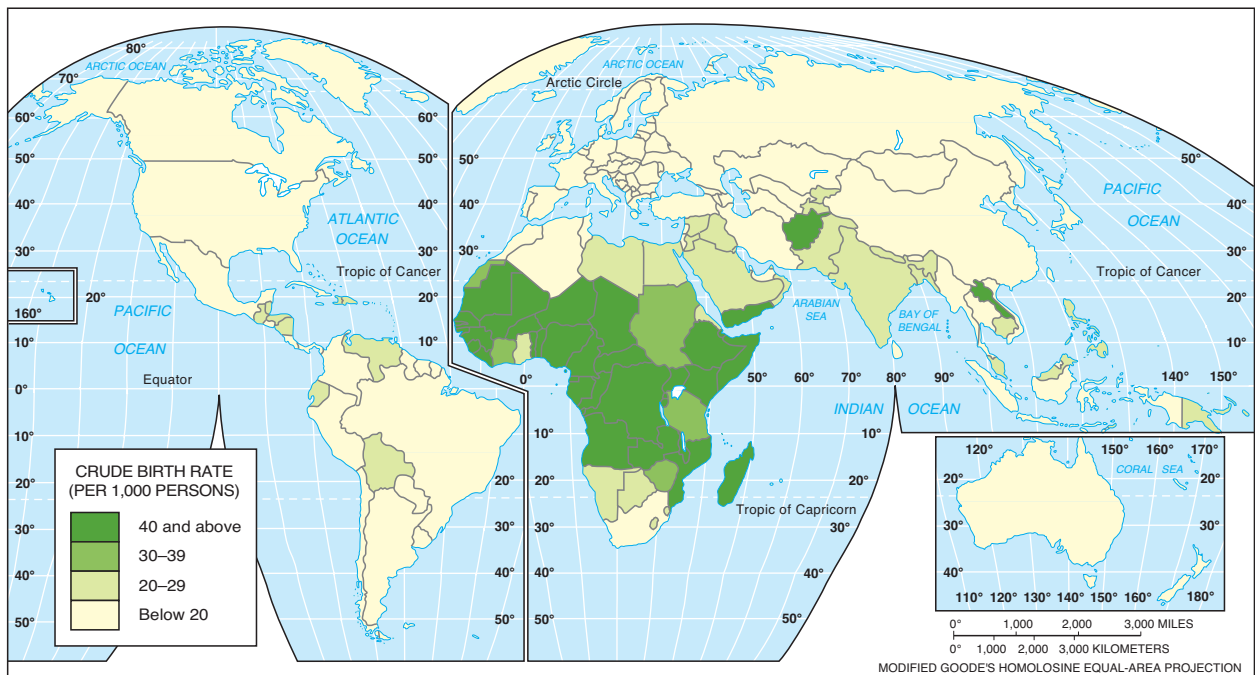 80°
ARCTIC OCEAN
70°
60°
50°
40°
30°
20°
160°
10°
0°
10°
20°
30°
40°
50°
60°
50°
40°
30°
Tropic of Cancer
20°
10°
ATLANTIC
OCEAN
PACIFIC
OCEAN
Equator
20°
30°
40°
50°
CRUDE BIRTH RATE
(PER 1,000 PERSONS)
40 and above
30–39
20–29
Below 20
ARCTIC OCEAN
Arctic Circle
50°
40°
30°
0°
10°
20°
30°
40°
50°
50°
PACIFIC
OCEAN
40°
30°
Tropic of Cancer
20°
10°
ARABIAN
SEA
BAY OF
BENGAL
50°
60°
70°
80°
90°
140°
150°
INDIAN
OCEAN
10°
20°
Tropic of Capricorn
30°
40°
50°
120°
150°
160°
170°
CORAL SEA
20°
20°
30°
30°
40°
40°
110°
120°
130°
140°
150°
160°
180°
0°
1,000
2,000
3,000 MILES
0°
1,000
2,000
3,000 KILOMETERS
MODIFIED GOODE'S HOMOLOSINE EQUAL-AREA PROJECTION